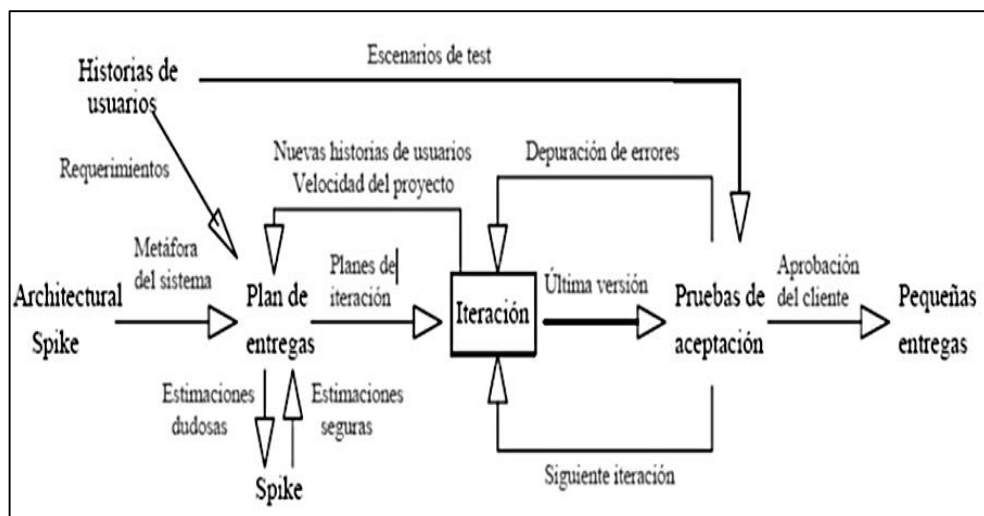 Escenarios de test
Historias de
usuarios
Requerimientos
Nuevas historias de usuarios
Velocidad del proyecto
Depuración de errores
Metáfora
del sistema
Planes de
iteración
Última versión
Aprobación
del cliente
Architectural
Spike
Plan de
entregas
Iteración
Pruebas de
aceptación
Pequeñas
entregas
Estimaciones
dudosas
Estimaciones
seguras
Spike
Siguiente iteración